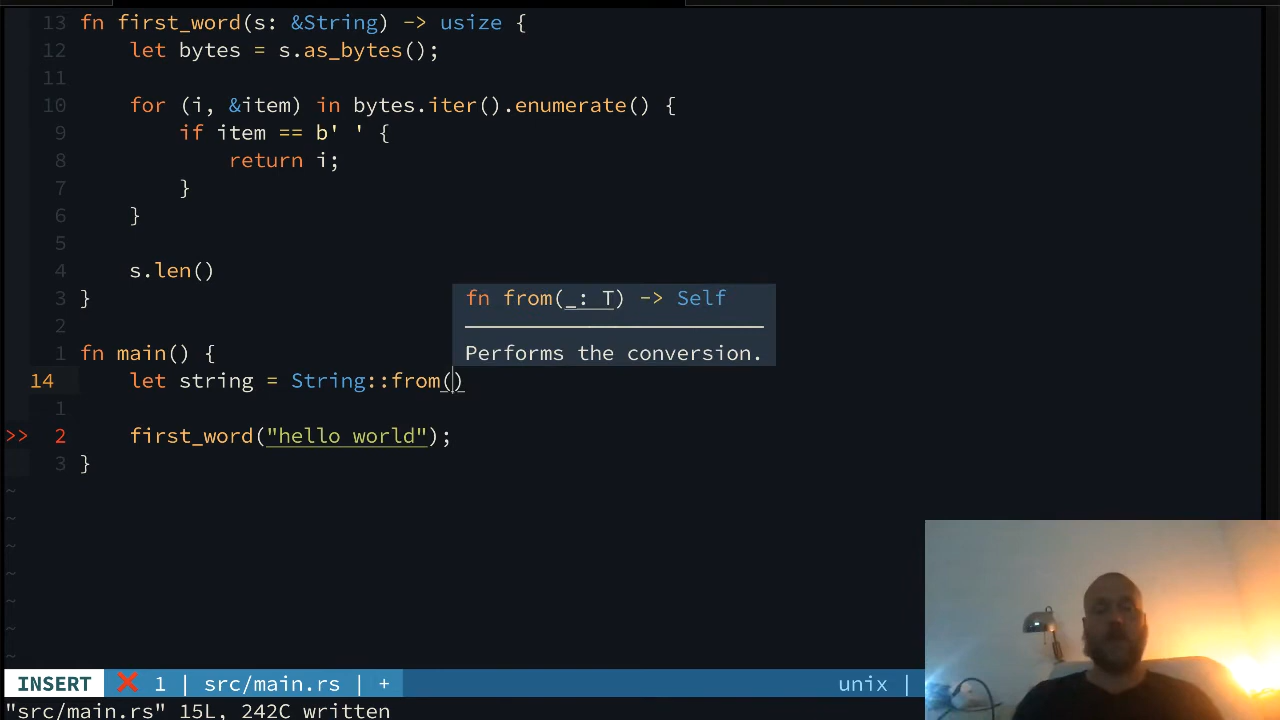 13 fn first_word(s: &String) -> usize {
12     let bytes = s.as_bytes();
11
10     for (i, &item) in bytes.iter().enumerate() {
9         if item == b' ' {
8             return i;
7         }
6     }
5
4     s.len()
3 }
2
1 fn main() {
14     let string = String::from()
1
>> 2     first_word("hello world");
3 }
fn from(_: T) -> Self
Performs the conversion.
~
~
~
~
~
~
~
INSERT ❌ 1 | src/main.rs | + unix |
"src/main.rs" 15L, 242C written